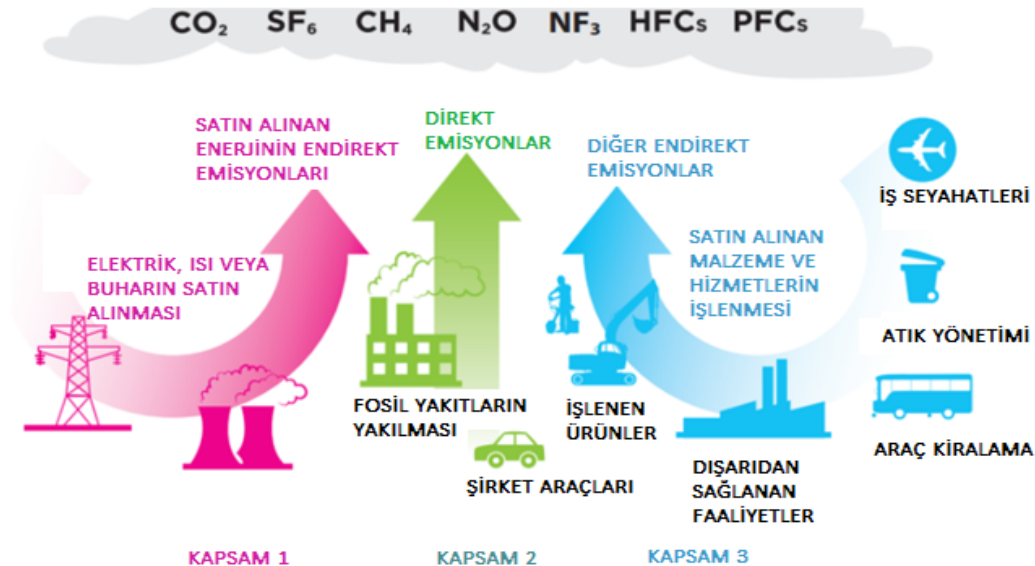 CO₂ SF₆ CH₄ N₂O NF₃ HFCs PFCs
SATIN ALINAN
ENERJİNİN ENDİREKT
EMİSYONLARI
DİREKT
EMİSYONLAR
DİĞER ENDİREKT
EMİSYONLAR
İŞ SEYAHATLERİ
ELEKTRİK, ISI VEYA
BUHARIN SATIN
ALINMASI
SATIN ALINAN
MALZEME VE
HİZMETLERİN
İŞLENMESİ
ATIK YÖNETİMİ
FOSİL YAKITLARIN
YAKILMASI
İŞLENEN
ÜRÜNLER
ARAÇ KİRALAMA
ŞİRKET ARAÇLARI
DIŞARIDAN
SAĞLANAN
FAALİYETLER
KAPSAM 1
KAPSAM 2
KAPSAM 3